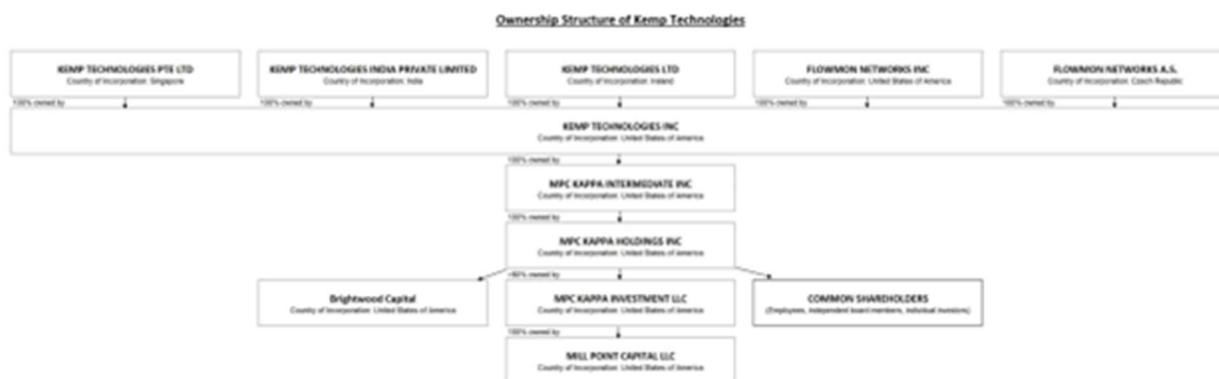 Ownership Structure of Kemp Technologies
KEMP TECHNOLOGIES PTE LTD
Country of Incorporation: Singapore
KEMP TECHNOLOGIES INDIA PRIVATE LIMITED
Country of Incorporation: India
KEMP TECHNOLOGIES LTD
Country of Incorporation: Ireland
FLOWMON NETWORKS INC
Country of Incorporation: United States of America
FLOWMON NETWORKS A.S.
Country of Incorporation: Czech Republic
100% owned by
100% owned by
100% owned by
100% owned by
100% owned by
KEMP TECHNOLOGIES INC
Country of Incorporation: United States of America
100% owned by
MPC KAPPA INTERMEDIATE INC
Country of Incorporation: United States of America
100% owned by
MPC KAPPA HOLDINGS INC
Country of Incorporation: United States of America
owned by
Brightwood Capital
Country of Incorporation: United States of America
MPC KAPPA INVESTMENT LLC
Country of Incorporation: United States of America
COMMON SHAREHOLDERS
(Employees, independent board members, individual investors)
100% owned by
MILL POINT CAPITAL LLC
Country of Incorporation: United States of America